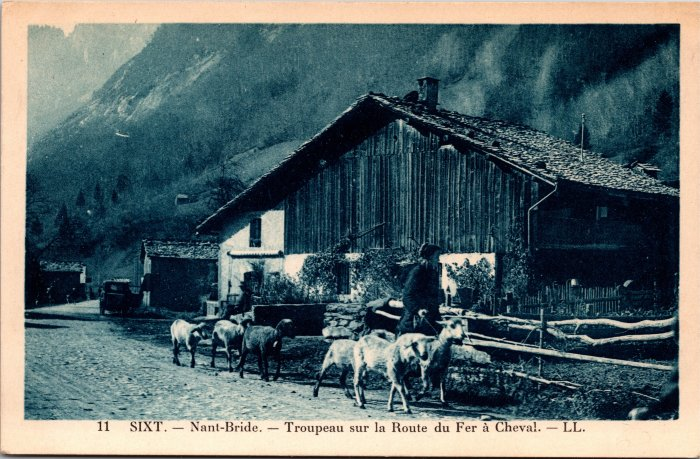 11 SIXT. — Nant-Bride. — Troupeau sur la Route du Fer à Cheval. — LL.